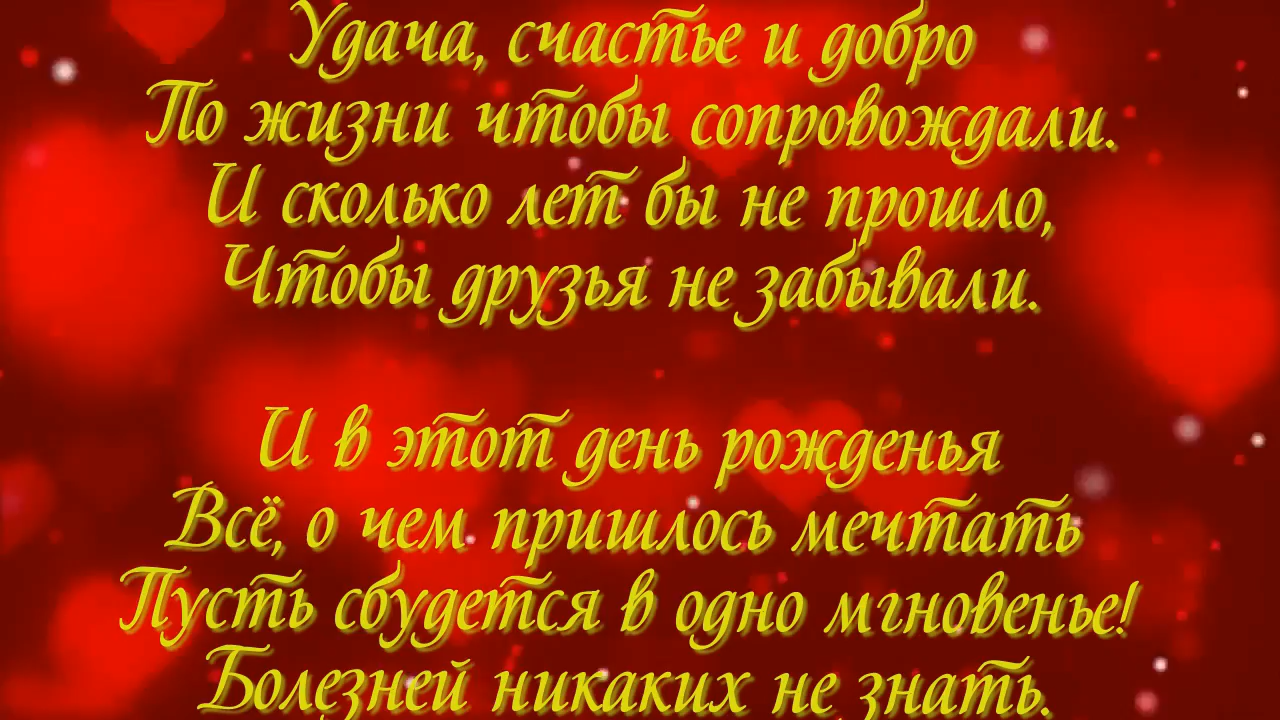 Удача, счастье и добро
По жизни чтобы сопровождали.
И сколько лет бы не прошло,
Чтобы друзья не забывали.
И в этот день рожденья
Всё, о чем пришлось мечтать
Пусть сбудется в одно мгновенье!
Болезней никаких не знать.